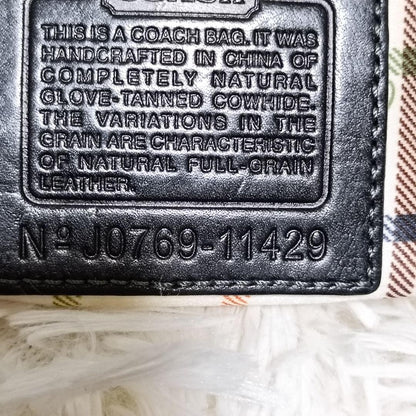 THIS IS A COACH BAG. IT WAS
HANDCRAFTED IN CHINA OF
COMPLETELY NATURAL
GLOVE-TANNED COWHIDE.
THE VARIATIONS IN THE
GRAIN ARE CHARACTERISTIC
OF NATURAL FULL-GRAIN
LEATHER.
Nº J0769-11429